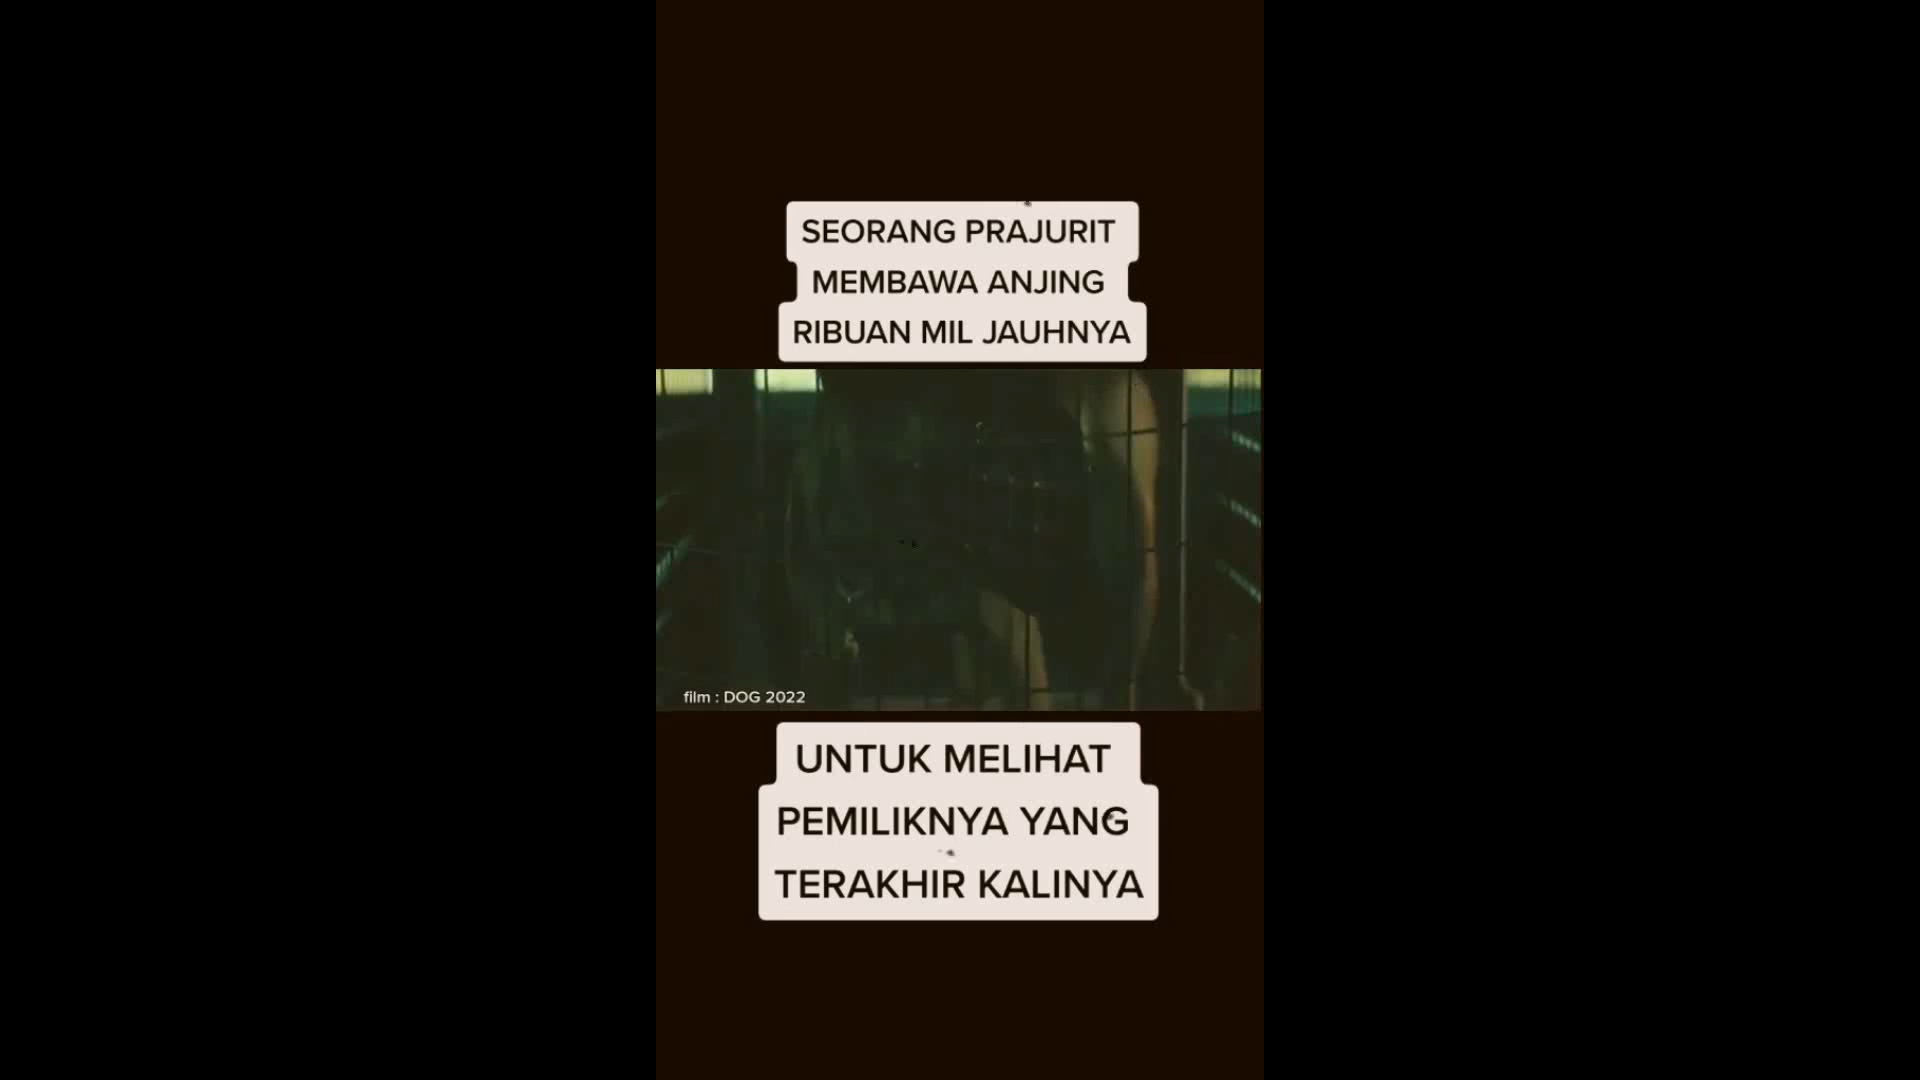 SEORANG PRAJURIT
MEMBAWA ANJING
RIBUAN MIL JAUHNYA
film : DOG 2022
UNTUK MELIHAT
PEMILIKNYA YANG
TERAKHIR KALINYA